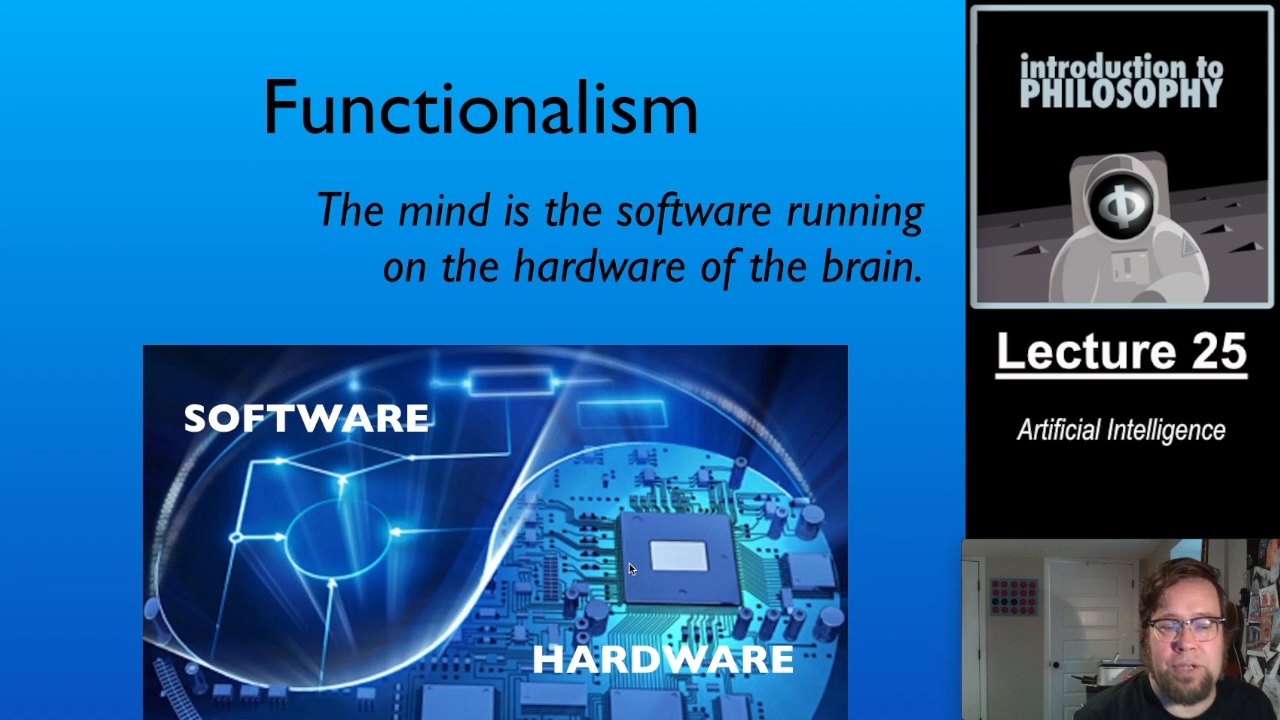 Functionalism
The mind is the software running
on the hardware of the brain.
SOFTWARE
HARDWARE
introduction to
PHILOSOPHY
Φ
Lecture 25
Artificial Intelligence